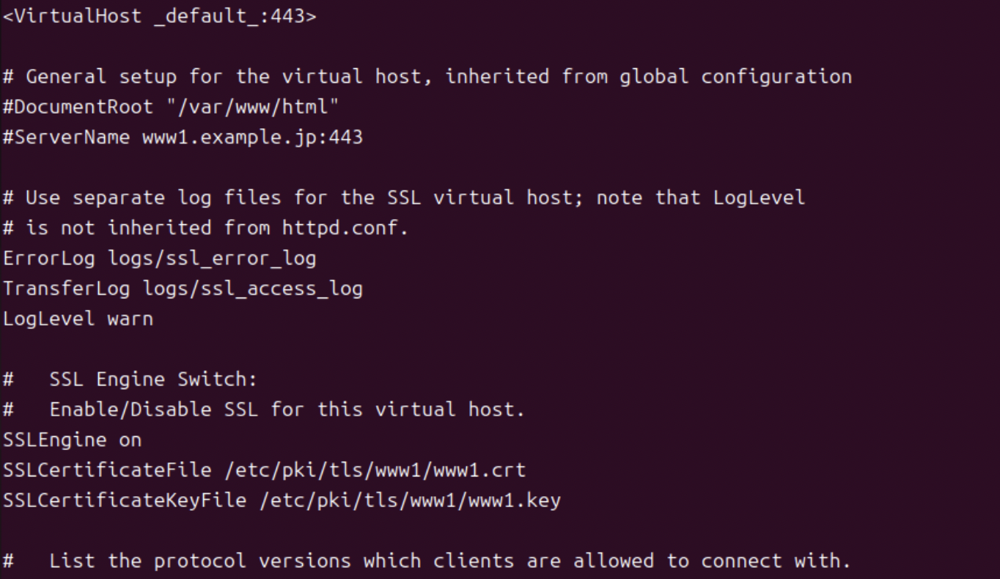 <VirtualHost _default_:443>
# General setup for the virtual host, inherited from global configuration
#DocumentRoot "/var/www/html"
#ServerName www1.example.jp:443
# Use separate log files for the SSL virtual host; note that LogLevel
# is not inherited from httpd.conf.
ErrorLog logs/ssl_error_log
TransferLog logs/ssl_access_log
LogLevel warn
#   SSL Engine Switch:
#   Enable/Disable SSL for this virtual host.
SSLEngine on
SSLCertificateFile /etc/pki/tls/www1/www1.crt
SSLCertificateKeyFile /etc/pki/tls/www1/www1.key
#   List the protocol versions which clients are allowed to connect with.